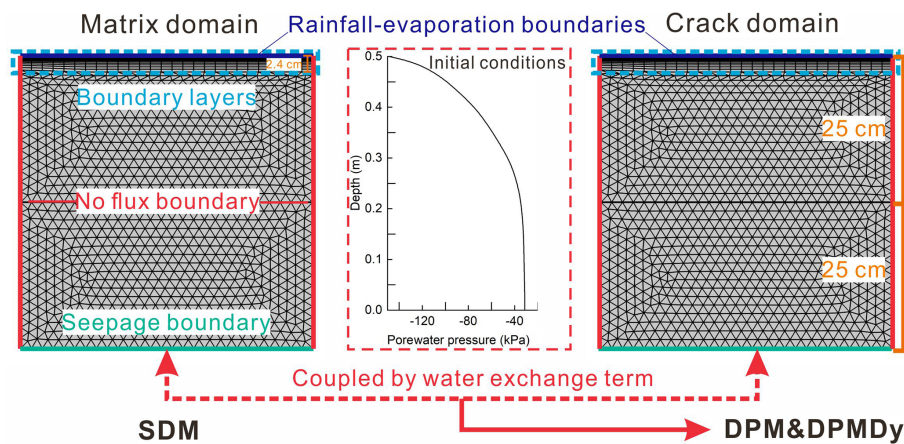 Matrix domain
Rainfall-evaporation boundaries
Crack domain
2.4 cm
Boundary layers
No flux boundary
Seepage boundary
Initial conditions
0.5
0.4
0.3
0.2
0.1
0.0
Depth (m)
-120 -80 -40
Porewater pressure (kPa)
25 cm
25 cm
Coupled by water exchange term
SDM
DPM&DPMDy